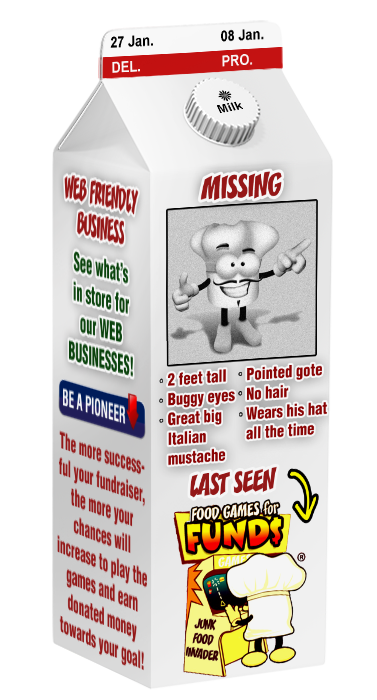 27 Jan. 08 Jan.
DEL. PRO.
Milk
WEB FRIENDLY
BUSINESS
See what's
in store for
our WEB
BUSINESSES!
BE A PIONEER
The more success-
ful your fundraiser,
the more your
chances will
increase to play the
games and earn
donated money
towards your goal!
MISSING
• 2 feet tall
• Buggy eyes
• Great big
Italian
mustache
• Pointed gote
• No hair
• Wears his hat
all the time
LAST SEEN
FOOD GAMES for
FUND$
GAME
®
JUNK
FOOD
INVADER